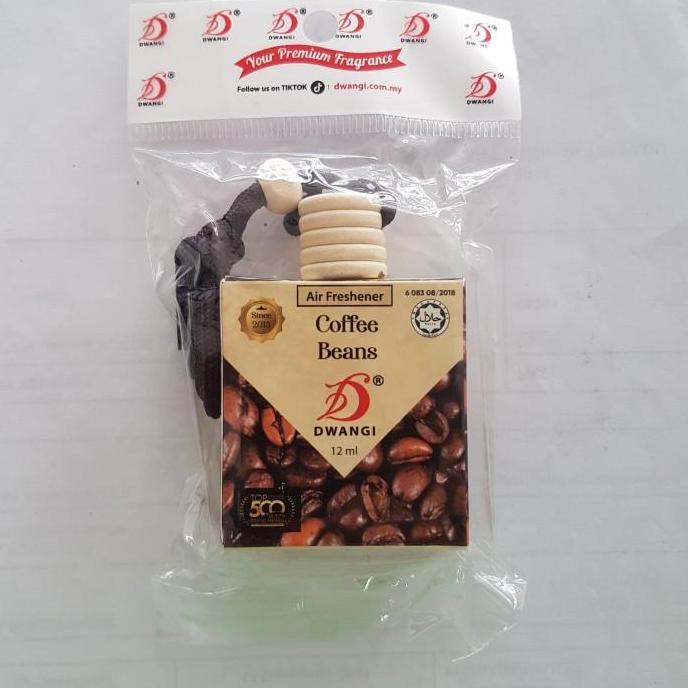 DWANGI
DWANGI
DWANGI
DWANGI
DWANGI
Your Premium Fragrance
DWANGI
Follow us on TIKTOK : dwangi.com.my
DWANGI
Air Freshener
6 083 08/2018
Since
2013
Coffee
Beans
حلال
DWANGI
12 ml
TOP
500